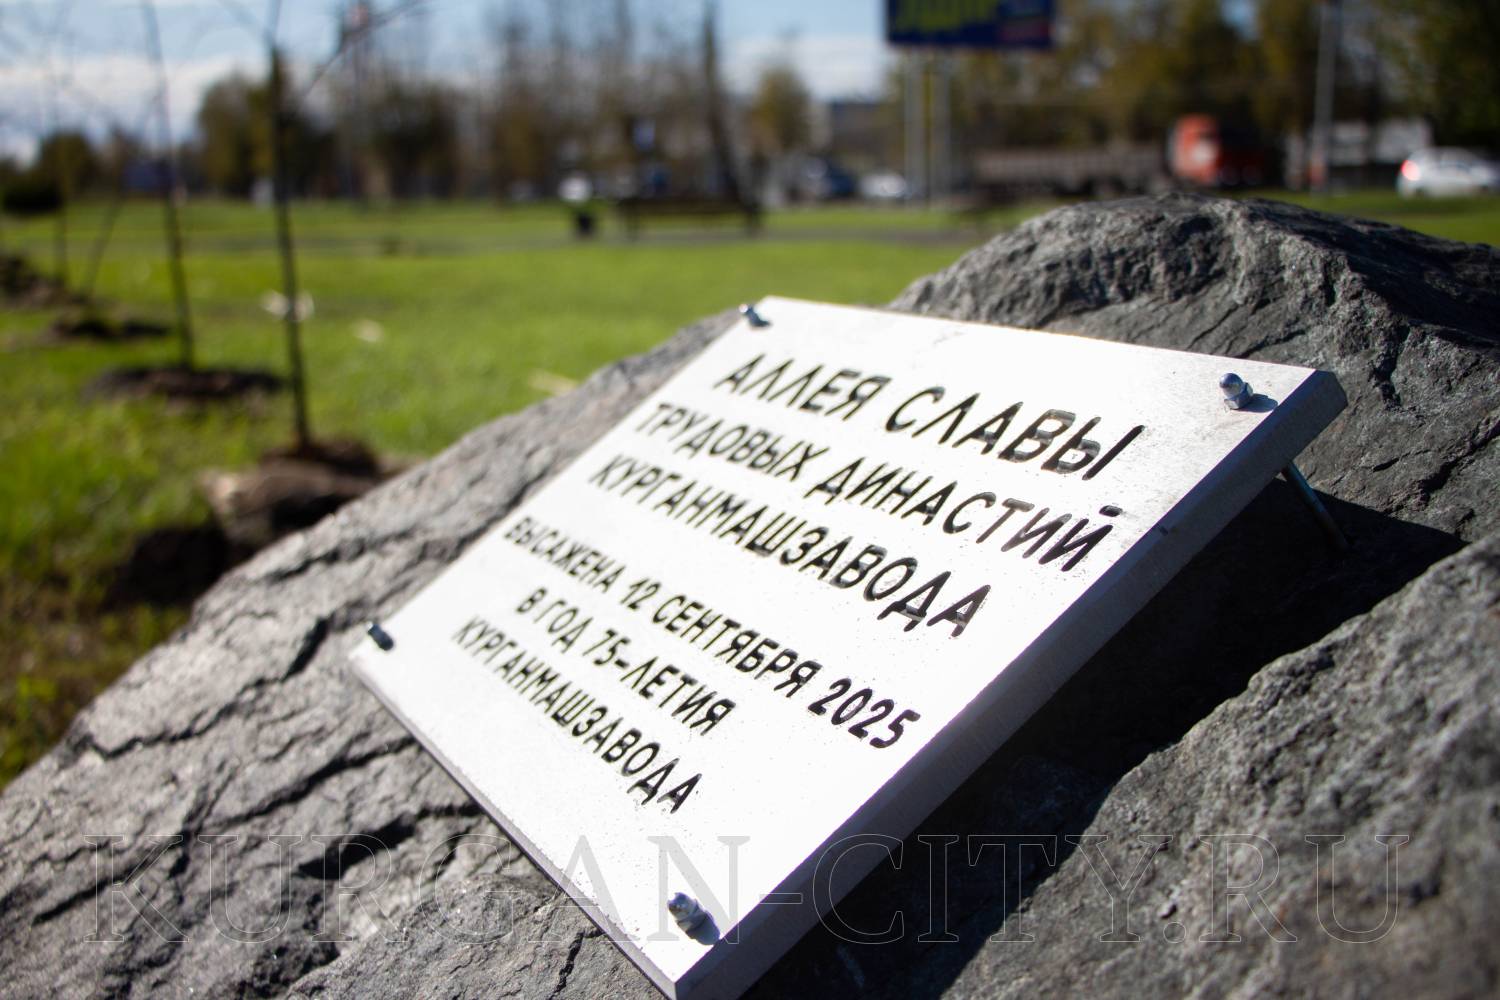 АЛЛЕЯ СЛАВЫ
ТРУДОВЫХ ДИНАСТИЙ
КУРГАНМАШЗАВОДА
ВЫСАЖЕНА 12 СЕНТЯБРЯ 2025
В ГОД 75-ЛЕТИЯ
КУРГАНМАШЗАВОДА
KURGAN-CITY.RU